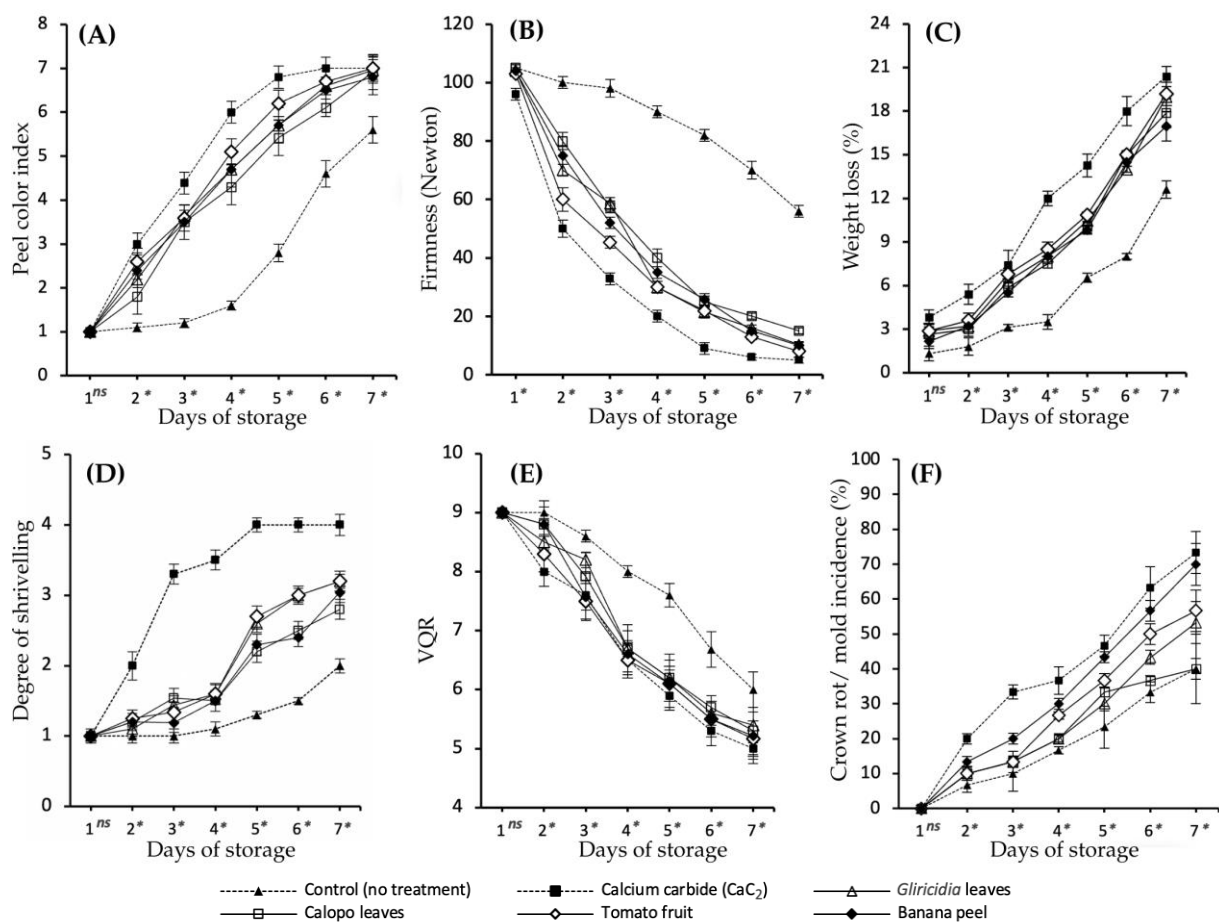 (A)
Peel color index
8
7
6
5
4
3
2
1
0
1ns 2* 3* 4* 5* 6* 7*
Days of storage
(B)
Firmness (Newton)
120
100
80
60
40
20
0
1* 2* 3* 4* 5* 6* 7*
Days of storage
(C)
Weight loss (%)
24
21
18
15
12
9
6
3
0
1ns 2* 3* 4* 5* 6* 7*
Days of storage
(D)
Degree of shrivelling
5
4
3
2
1
0
1ns 2* 3* 4* 5* 6* 7*
Days of storage
(E)
VQR
10
9
8
7
6
5
4
1ns 2* 3* 4* 5* 6* 7*
Days of storage
(F)
Crown rot/ mold incidence (%)
100
90
80
70
60
50
40
30
20
10
0
1ns 2* 3* 4* 5* 6* 7*
Days of storage
Control (no treatment) Calcium carbide (CaC2) Gliricidia leaves
Calopo leaves Tomato fruit Banana peel